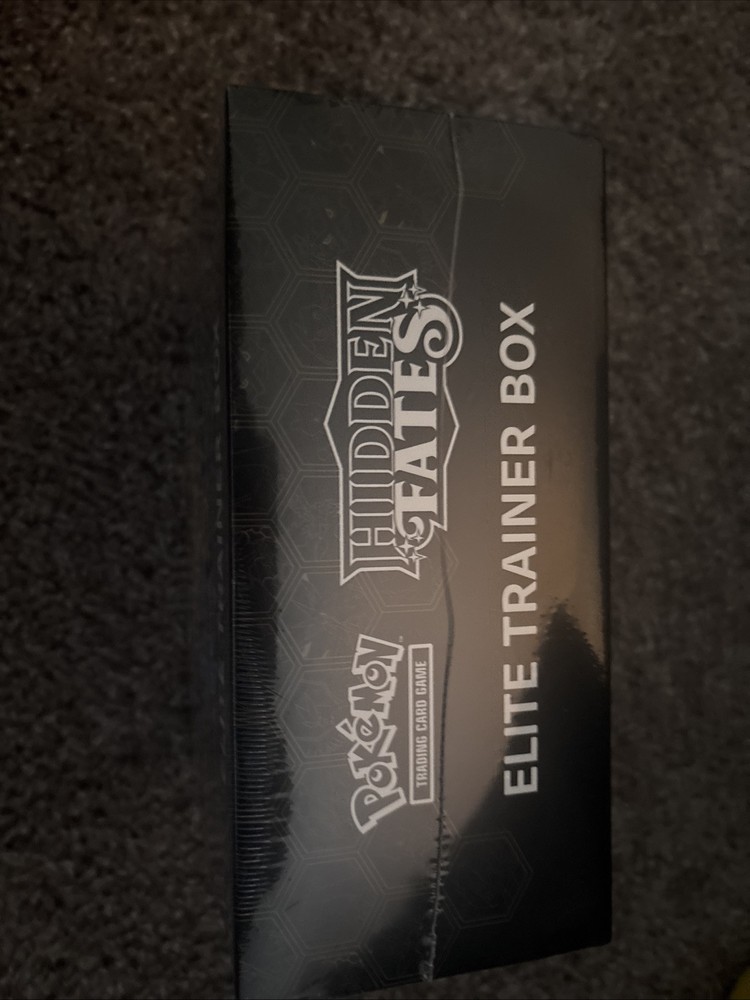 Pokémon
TRADING CARD GAME
HIDDEN
FATES
ELITE TRAINER BOX